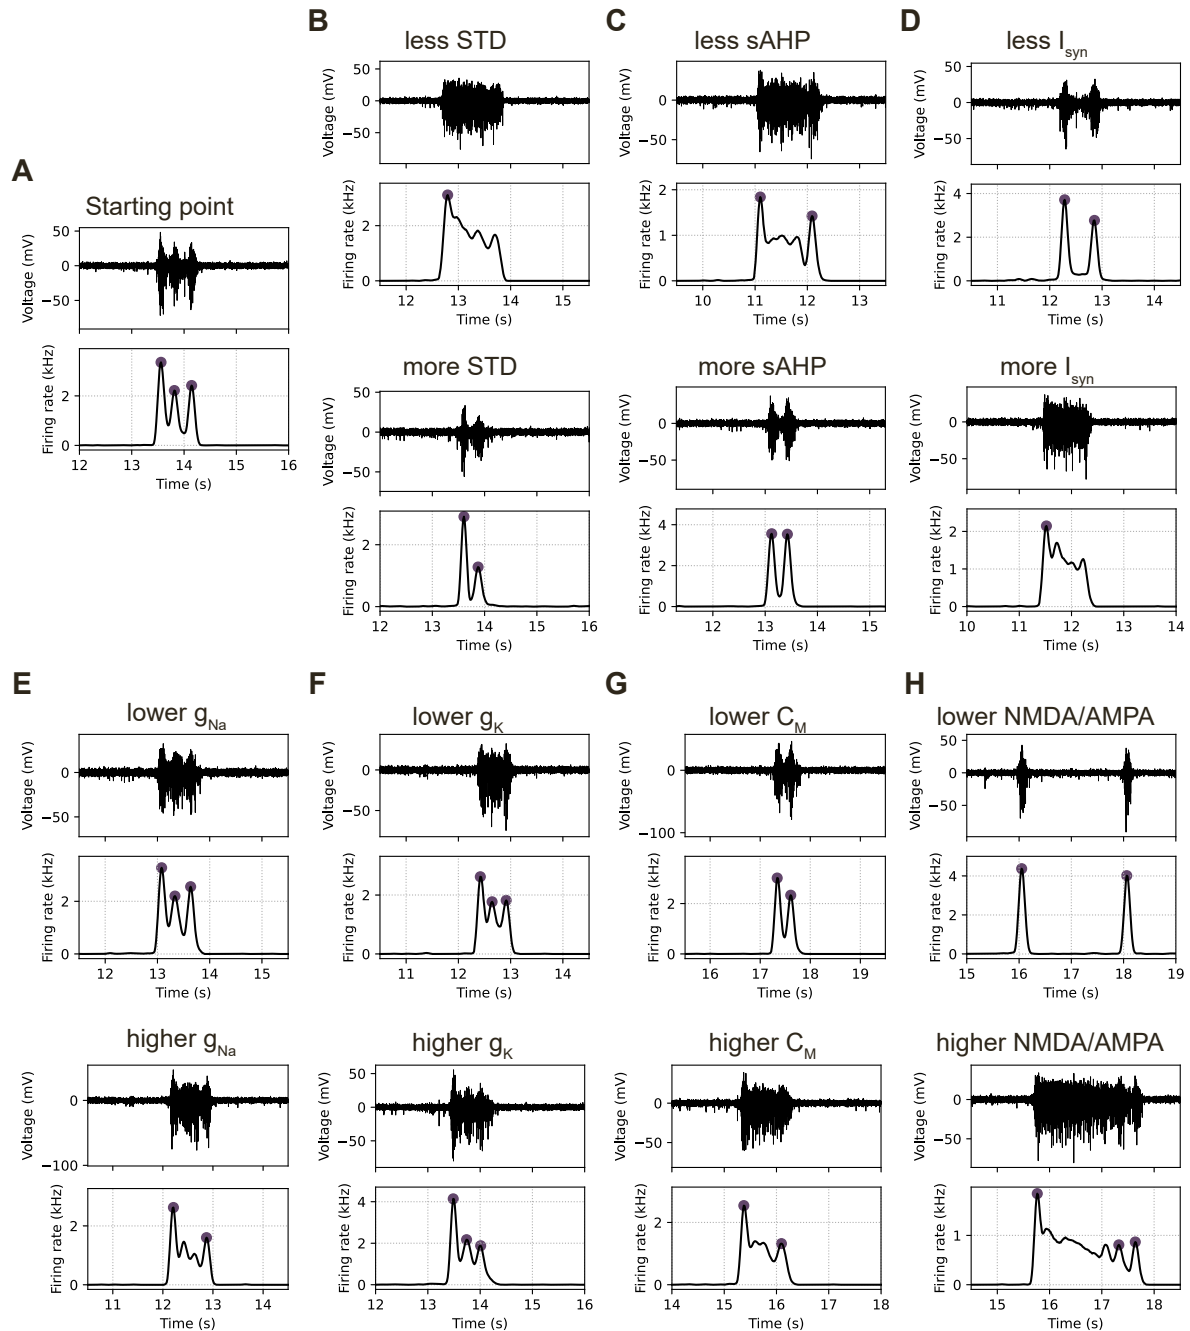 A
Starting point
Voltage (mV)
50
0
−50
Firing rate (kHz)
2
0
12 13 14 15 16
Time (s)
B
less STD
Voltage (mV)
50
0
−50
Firing rate (kHz)
2
0
12 13 14 15
Time (s)
more STD
Voltage (mV)
50
0
−50
Firing rate (kHz)
2
0
12 13 14 15 16
Time (s)
C
less sAHP
Voltage (mV)
50
0
−50
Firing rate (kHz)
2
1
0
10 11 12 13
Time (s)
more sAHP
Voltage (mV)
50
0
−50
Firing rate (kHz)
4
2
0
12 13 14 15
Time (s)
D
less Isyn
Voltage (mV)
50
0
−50
Firing rate (kHz)
4
2
0
11 12 13 14
Time (s)
more Isyn
Voltage (mV)
50
0
−50
Firing rate (kHz)
2
1
0
10 11 12 13 14
Time (s)
E
lower gNa
Voltage (mV)
0
−50
Firing rate (kHz)
2
0
12 13 14 15
Time (s)
higher gNa
Voltage (mV)
0
−100
Firing rate (kHz)
2
0
11 12 13 14
Time (s)
F
lower gK
Voltage (mV)
0
−50
Firing rate (kHz)
2
0
11 12 13 14
Time (s)
higher gK
Voltage (mV)
50
0
−50
Firing rate (kHz)
4
2
0
12 13 14 15 16
Time (s)
G
lower CM
Voltage (mV)
0
−100
Firing rate (kHz)
2
0
16 17 18 19
Time (s)
higher CM
Voltage (mV)
0
−50
Firing rate (kHz)
2
0
14 15 16 17 18
Time (s)
H
lower NMDA/AMPA
Voltage (mV)
50
0
−50
Firing rate (kHz)
4
2
0
15 16 17 18 19
Time (s)
higher NMDA/AMPA
Voltage (mV)
0
−50
Firing rate (kHz)
1
0
15 16 17 18
Time (s)